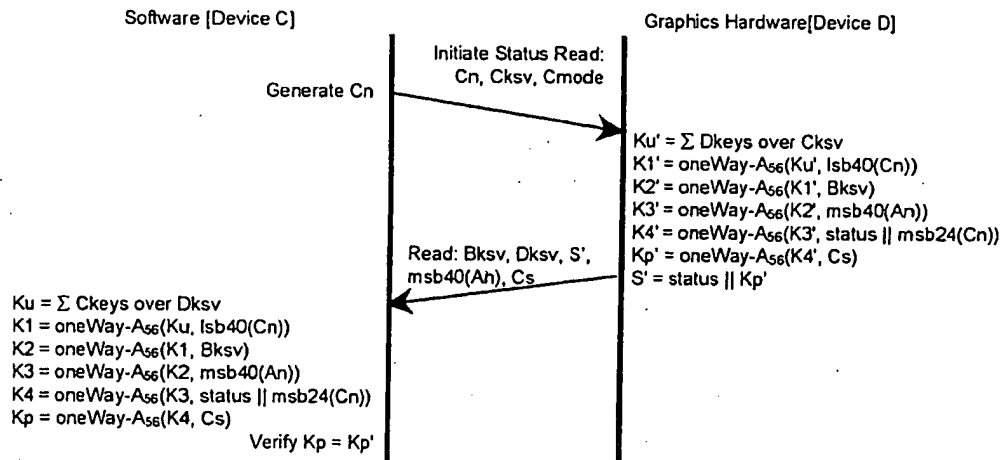 Software [Device C]
Graphics Hardware[Device D]
Initiate Status Read:
Cn, Cksv, Cmode
Generate Cn
Ku' = Σ Dkeys over Cksv
K1' = oneWay-A56(Ku', lsb40(Cn))
K2' = oneWay-A56(K1', Bksv)
K3' = oneWay-A56(K2', msb40(An))
K4' = oneWay-A56(K3', status || msb24(Cn))
Kp' = oneWay-A56(K4', Cs)
S' = status || Kp'
Read: Bksv, Dksv, S',
msb40(An), Cs
Ku = Σ Ckeys over Dksv
K1 = oneWay-A56(Ku, lsb40(Cn))
K2 = oneWay-A56(K1, Bksv)
K3 = oneWay-A56(K2, msb40(An))
K4 = oneWay-A56(K3, status || msb24(Cn))
Kp = oneWay-A56(K4, Cs)
Verify Kp = Kp'